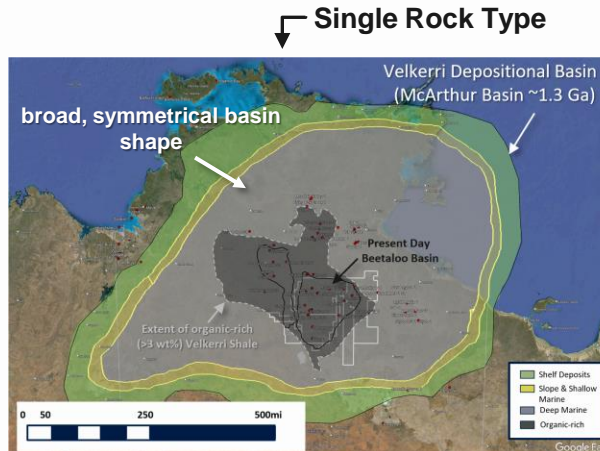 Single Rock Type
Velkerri Depositional Basin
(McArthur Basin ~1.3 Ga)
broad, symmetrical basin
shape
Present Day
Beetaloo Basin
Extent of organic-rich
(>3 wt%) Velkerri Shale
Shelf Deposits
Slope & Shallow
Marine
Deep Marine
Organic-rich
0 50 250 500mi
Google